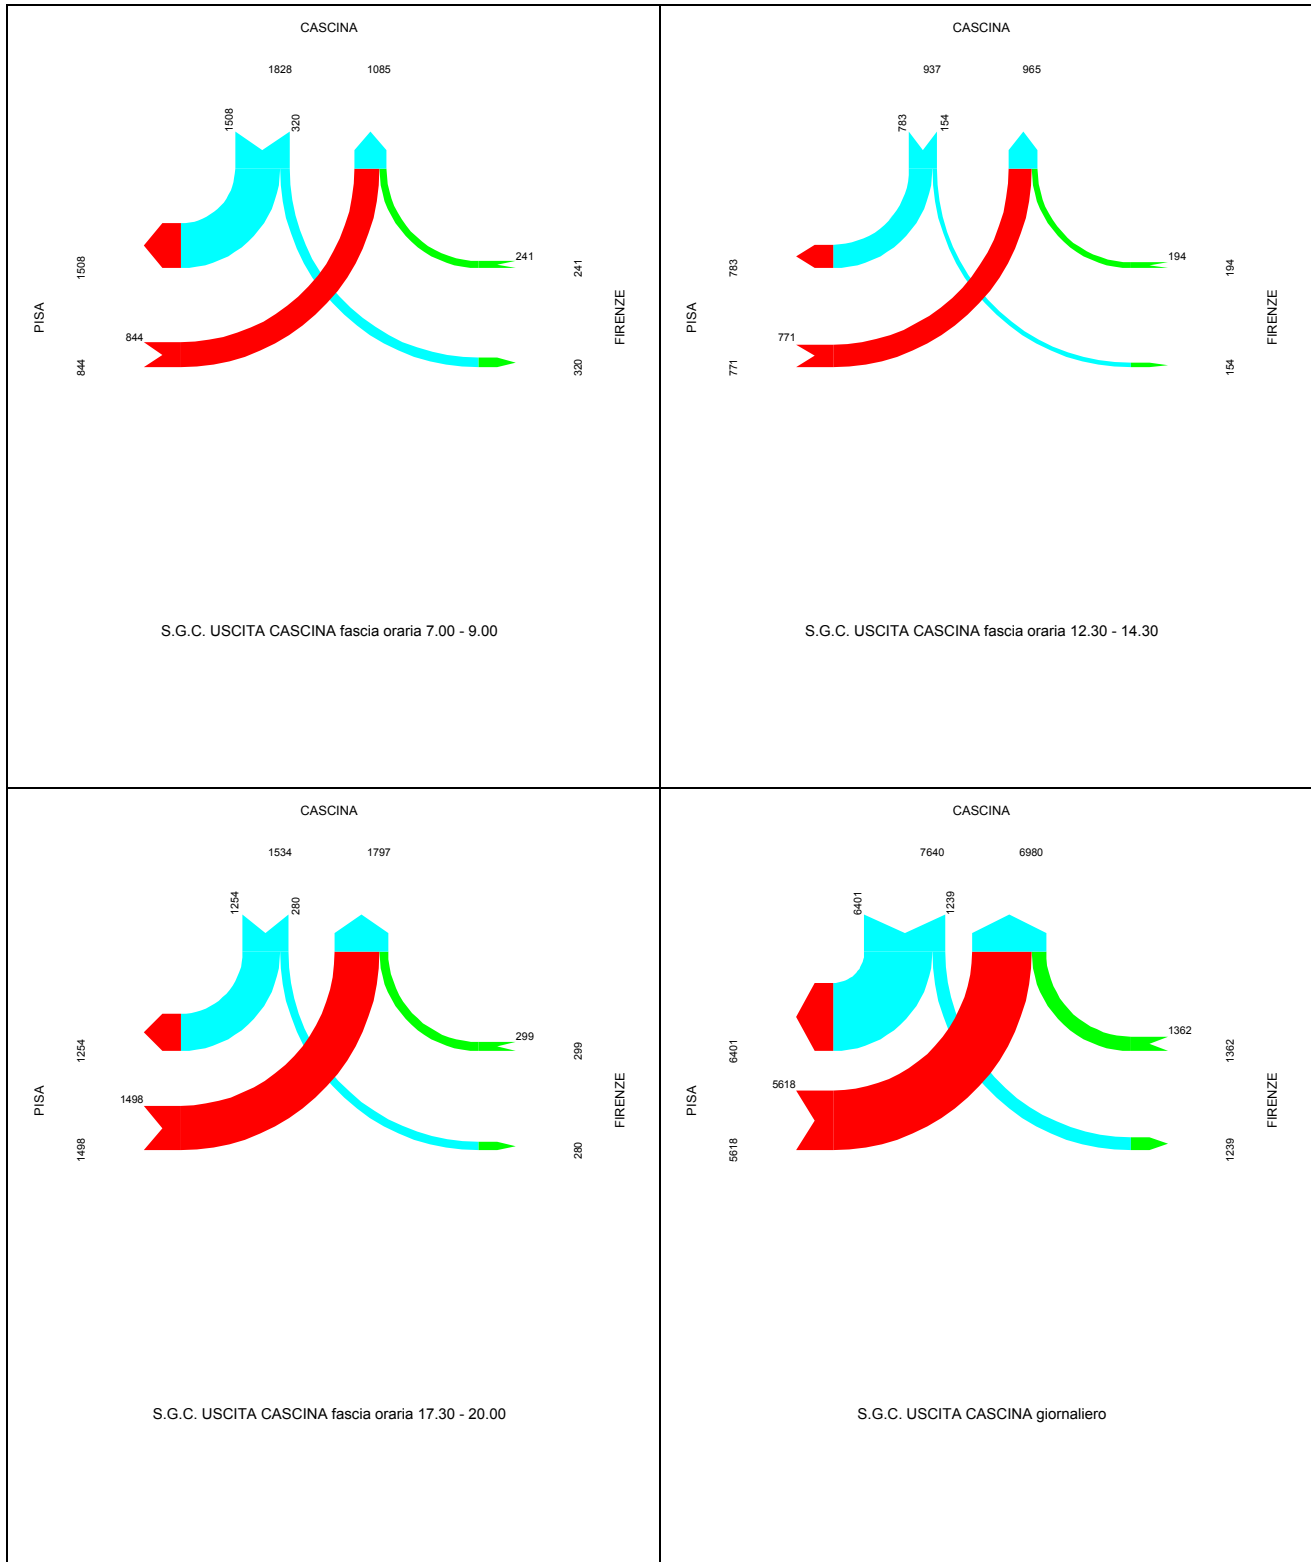 CASCINA
1828 1085
1508 320
241
1508 241
PISA FIRENZE
844
844 320
S.G.C. USCITA CASCINA fascia oraria 7.00 - 9.00
CASCINA
937 965
783 154
194
783 194
PISA FIRENZE
771
771 154
S.G.C. USCITA CASCINA fascia oraria 12.30 - 14.30
CASCINA
1534 1797
1254 280
299
1254 299
PISA FIRENZE
1498
1498 280
S.G.C. USCITA CASCINA fascia oraria 17.30 - 20.00
CASCINA
7640 6980
6401 1239
1362
6401 1362
PISA FIRENZE
5618
5618 1239
S.G.C. USCITA CASCINA giornaliero